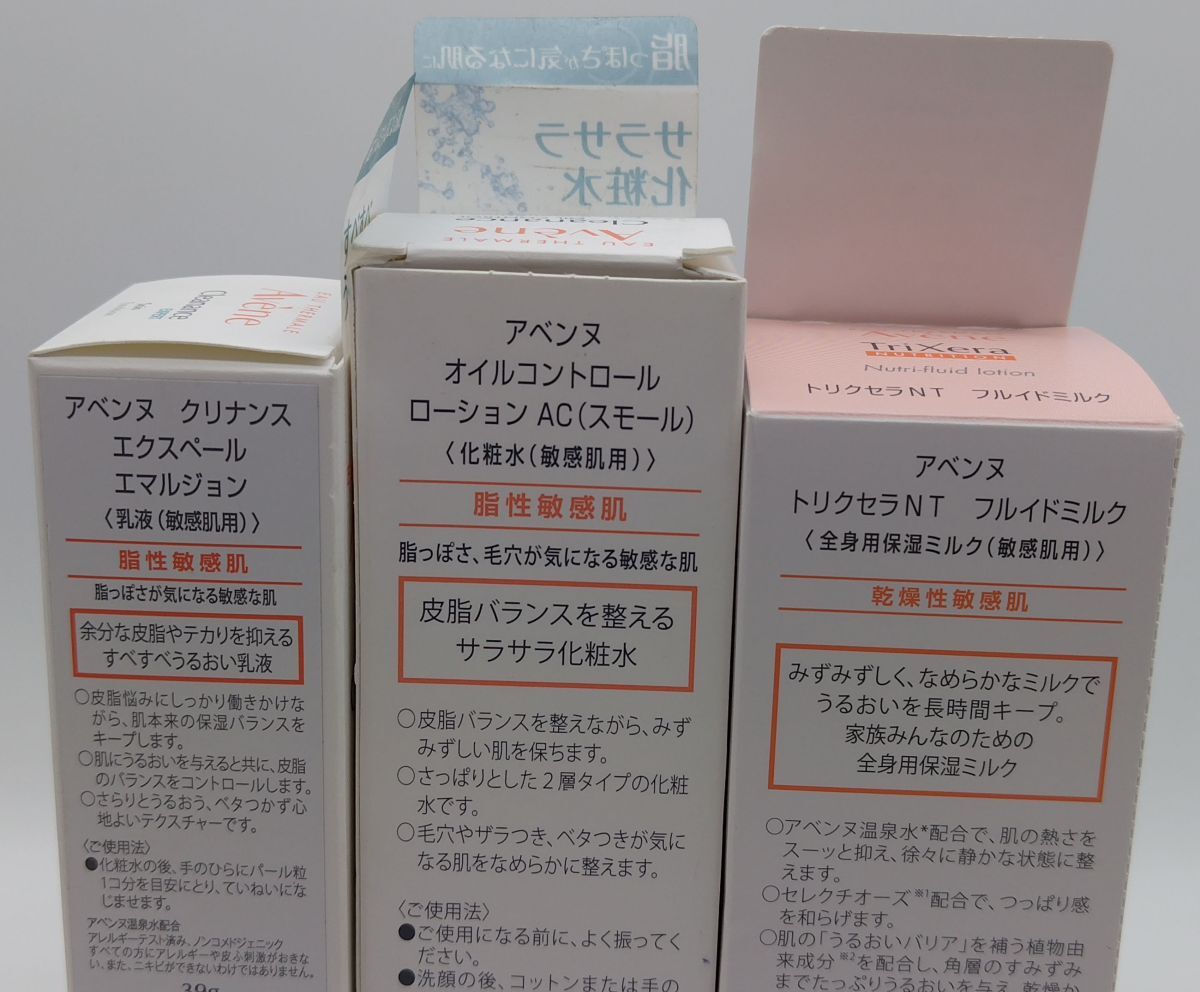 EAU THERMALE
Avène
Cleanance
EXPERT
アベンヌ クリナンス
エクスペール
エマルジョン
〈乳液(敏感肌用)〉
脂性敏感肌
脂っぽさが気になる敏感な肌
余分な皮脂やテカリを抑える
すべすべうるおい乳液
○皮脂悩みにしっかり働きかけな
がら、肌本来の保湿バランスを
キープします。
○肌にうるおいを与えると共に、皮脂
のバランスをコントロールします。
○さらりとうるおう、ベタつかず心
地よいテクスチャーです。
〈ご使用法〉
●化粧水の後、手のひらにパール粒
1コ分を目安にとり、ていねいにな
じませます。
アベンヌ温泉水配合
アレルギーテスト済み、ノンコメドジェニック
すべての方にアレルギーや皮ふ刺激がおきな
い、また、ニキビができないわけではありません。
39g
脂っぽさが気になる肌に
サラサラ
化粧水
Cleanance
Avène
EAU THERMALE
アベンヌ
オイルコントロール
ローション AC(スモール)
〈化粧水(敏感肌用)〉
脂性敏感肌
脂っぽさ、毛穴が気になる敏感な肌
皮脂バランスを整える
サラサラ化粧水
○皮脂バランスを整えながら、みず
みずしい肌を保ちます。
○さっぱりとした2層タイプの化粧
水です。
○毛穴やザラつき、ベタつきが気に
なる肌をなめらかに整えます。
〈ご使用法〉
●ご使用になる前に、よく振ってく
ださい。
●洗顔の後、コットンまたは手の
Avène
TriXera
NUTRITION
Nutri-fluid lotion
トリクセラNT フルイドミルク
アベンヌ
トリクセラNT フルイドミルク
〈全身用保湿ミルク(敏感肌用)〉
乾燥性敏感肌
みずみずしく、なめらかなミルクで
うるおいを長時間キープ。
家族みんなのための
全身用保湿ミルク
○アベンヌ温泉水*配合で、肌の熱さを
スーッと抑え、徐々に静かな状態に整
えます。
○セレクチオーズ※1配合で、つっぱり感
を和らげます。
○肌の「うるおいバリア」を補う植物由
来成分※2を配合し、角層のすみずみ
までたっぷりうるおいを与え、乾燥か